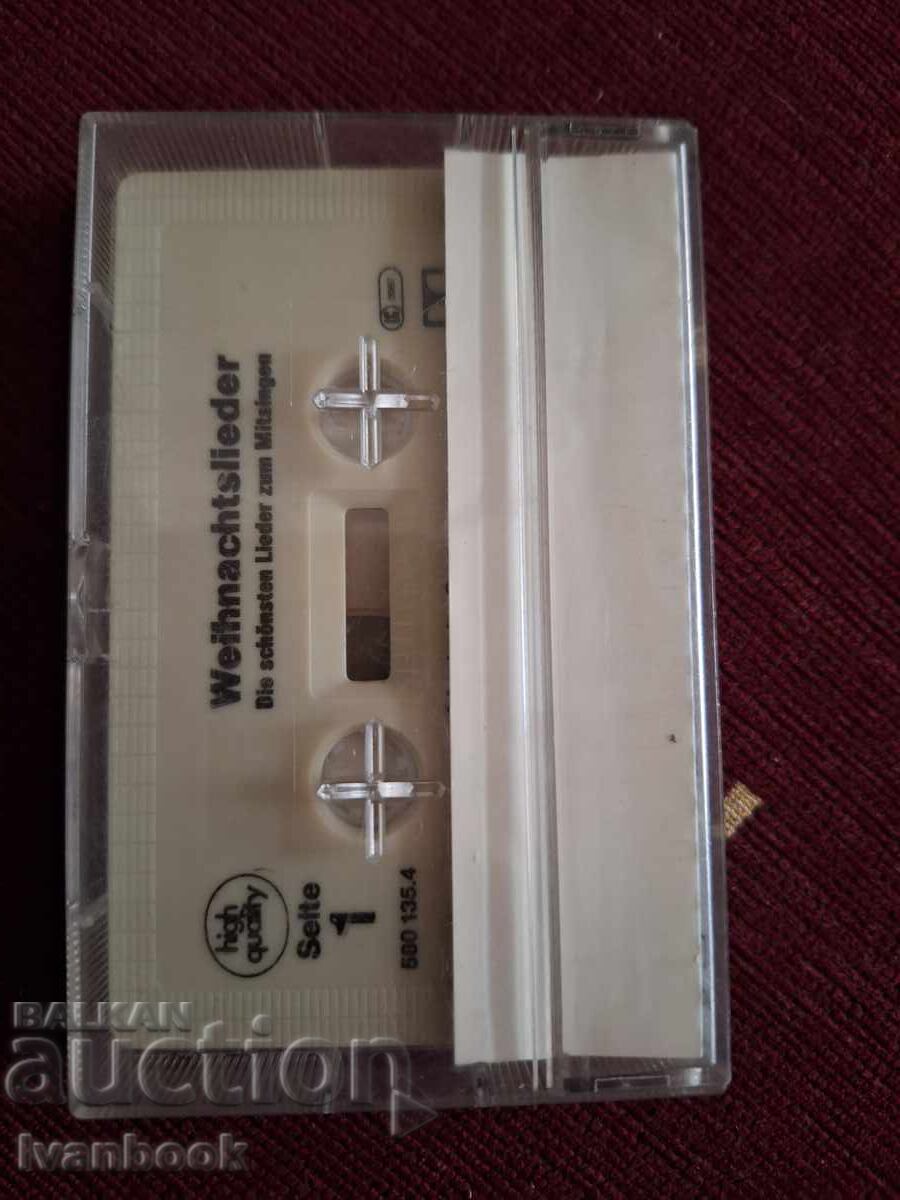 Weihnachtslieder
Die schönsten Lieder zum Mitsingen
high
quality
Seite
1
580 135.4
BALKAN
auction
Ivanbook